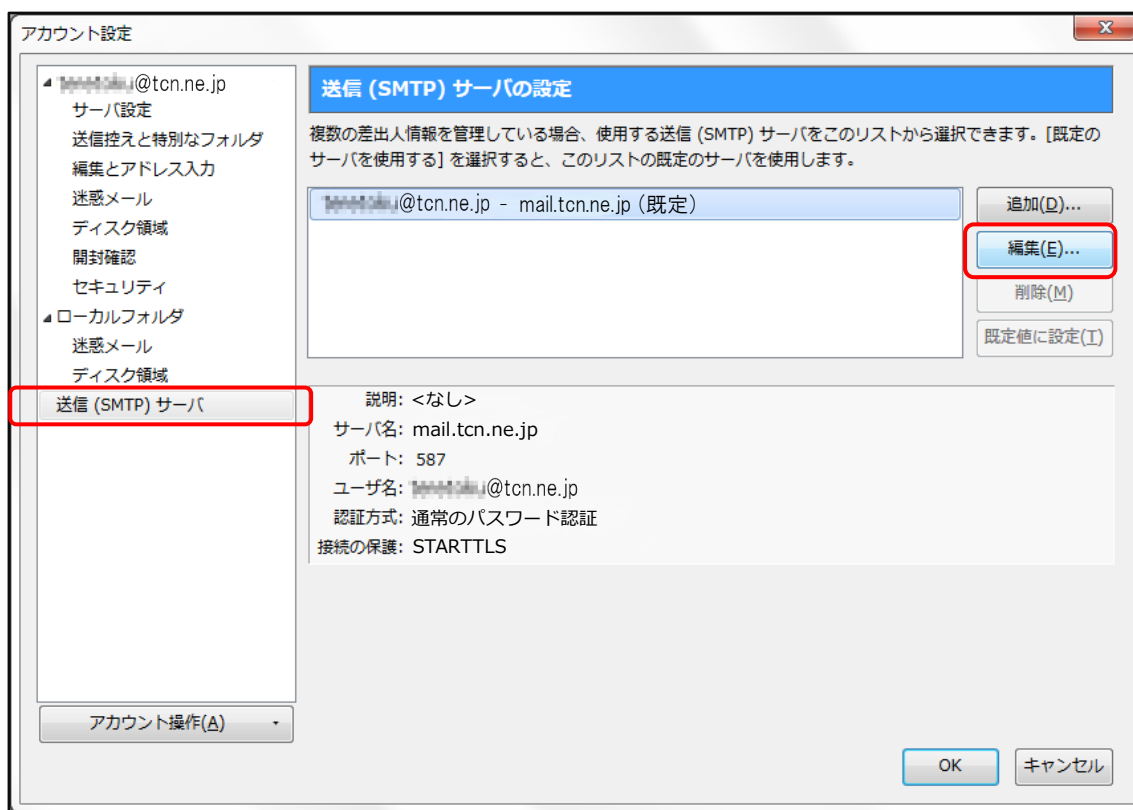 アカウント設定
@tcn.ne.jp
サーバ設定
送信控えと特別なフォルダ
編集とアドレス入力
迷惑メール
ディスク領域
開封確認
セキュリティ
ローカルフォルダ
迷惑メール
ディスク領域
送信 (SMTP) サーバ
アカウント操作(A)
送信 (SMTP) サーバの設定
複数の差出人情報を管理している場合、使用する送信 (SMTP) サーバをこのリストから選択できます。[既定の
サーバを使用する] を選択すると、このリストの既定のサーバを使用します。
@tcn.ne.jp – mail.tcn.ne.jp（既定）
追加(D)...
編集(E)...
削除(M)
既定値に設定(T)
説明: <なし>
サーバ名: mail.tcn.ne.jp
ポート: 587
ユーザ名: @tcn.ne.jp
認証方式: 通常のパスワード認証
接続の保護: STARTTLS
OK
キャンセル